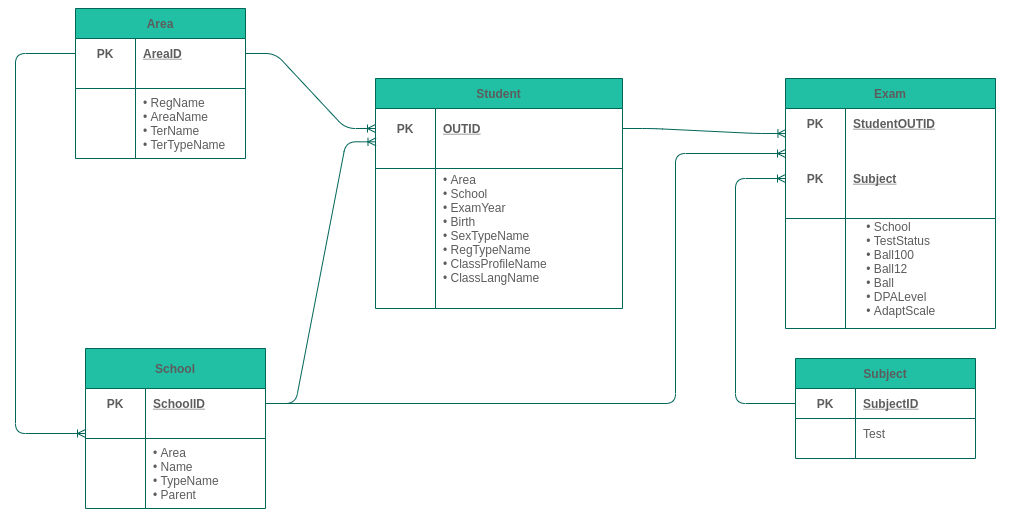 Area
PK AreaID
• RegName
• AreaName
• TerName
• TerTypeName
Student
PK OUTID
• Area
• School
• ExamYear
• Birth
• SexTypeName
• RegTypeName
• ClassProfileName
• ClassLangName
Exam
PK StudentOUTID
PK Subject
• School
• TestStatus
• Ball100
• Ball12
• Ball
• DPALevel
• AdaptScale
School
PK SchoolID
• Area
• Name
• TypeName
• Parent
Subject
PK SubjectID
Test